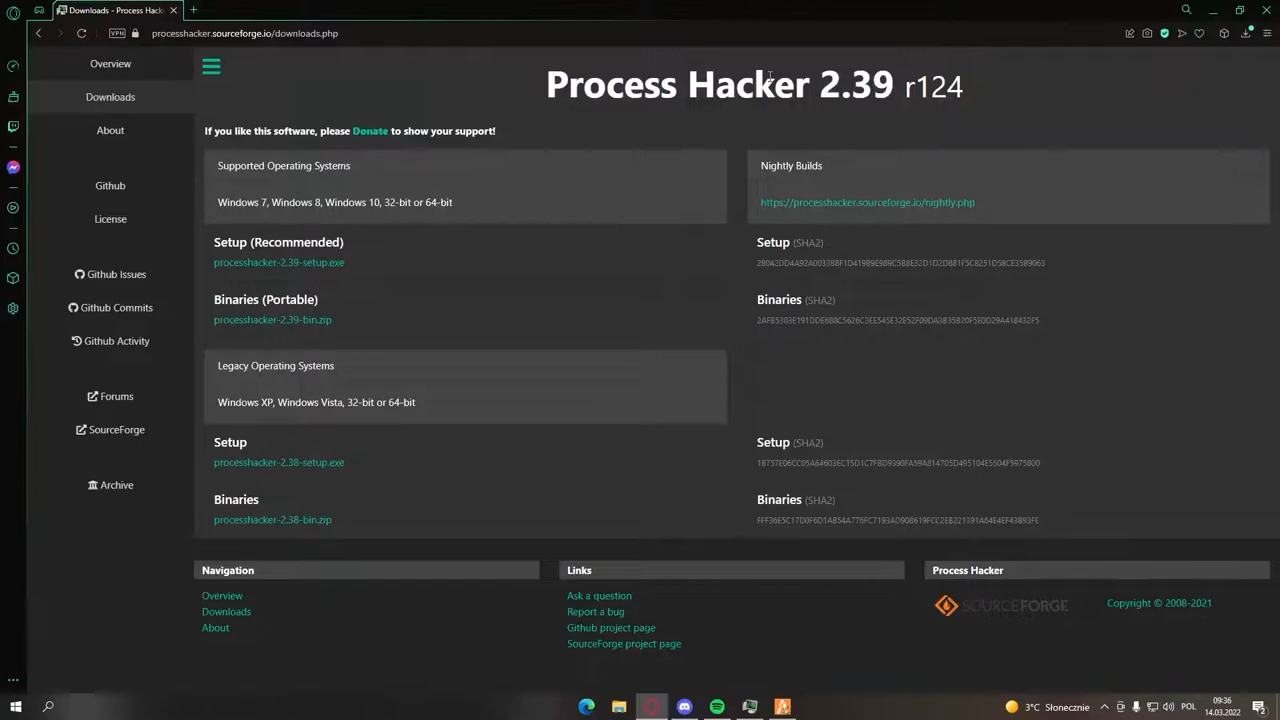 Downloads - Process Hack
VPN
processhacker.sourceforge.io/downloads.php
Overview
Downloads
About
Github
License
Github Issues
Github Commits
Github Activity
Forums
SourceForge
Archive
Process Hacker 2.39 r124
If you like this software, please Donate to show your support!
Supported Operating Systems
Windows 7, Windows 8, Windows 10, 32-bit or 64-bit
Nightly Builds
https://processhacker.sourceforge.io/nightly.php
Setup (Recommended)
processhacker-2.39-setup.exe
Setup (SHA2)
Binaries (Portable)
processhacker-2.39-bin.zip
Binaries (SHA2)
Legacy Operating Systems
Windows XP, Windows Vista, 32-bit or 64-bit
Setup
processhacker-2.38-setup.exe
Setup (SHA2)
Binaries
processhacker-2.38-bin.zip
Binaries (SHA2)
Navigation
Overview
Downloads
About
Links
Ask a question
Report a bug
Github project page
SourceForge project page
Process Hacker
SOURCEFORGE
Copyright © 2008-2021
3°C Słonecznie
POL
09:36
14.03.2022